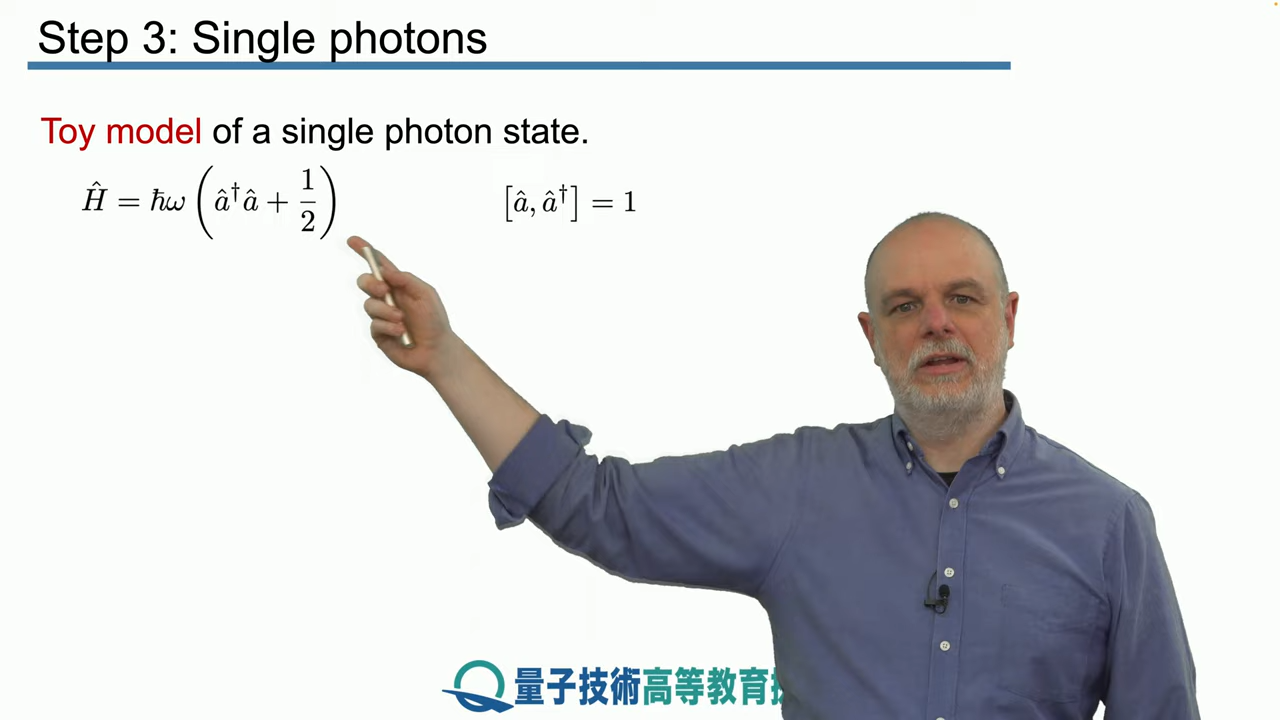 Step 3: Single photons
Toy model of a single photon state.
Ĥ = ħω (â†â + 1/2)
[â, â†] = 1
量子技術高等教育